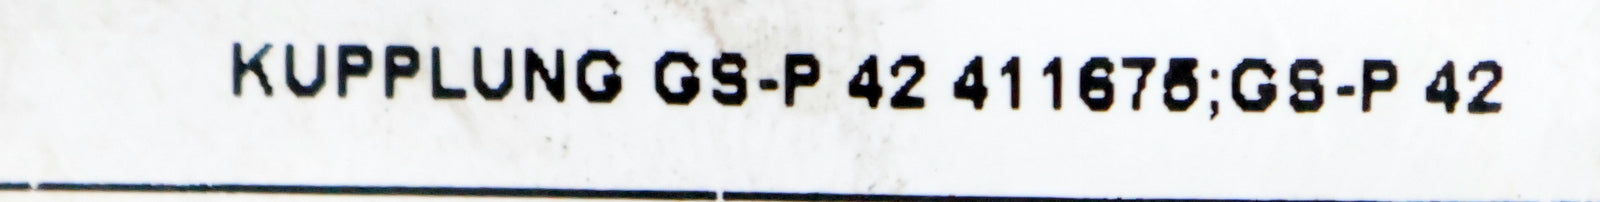 KUPPLUNG GS-P 42 411675;GS-P 42